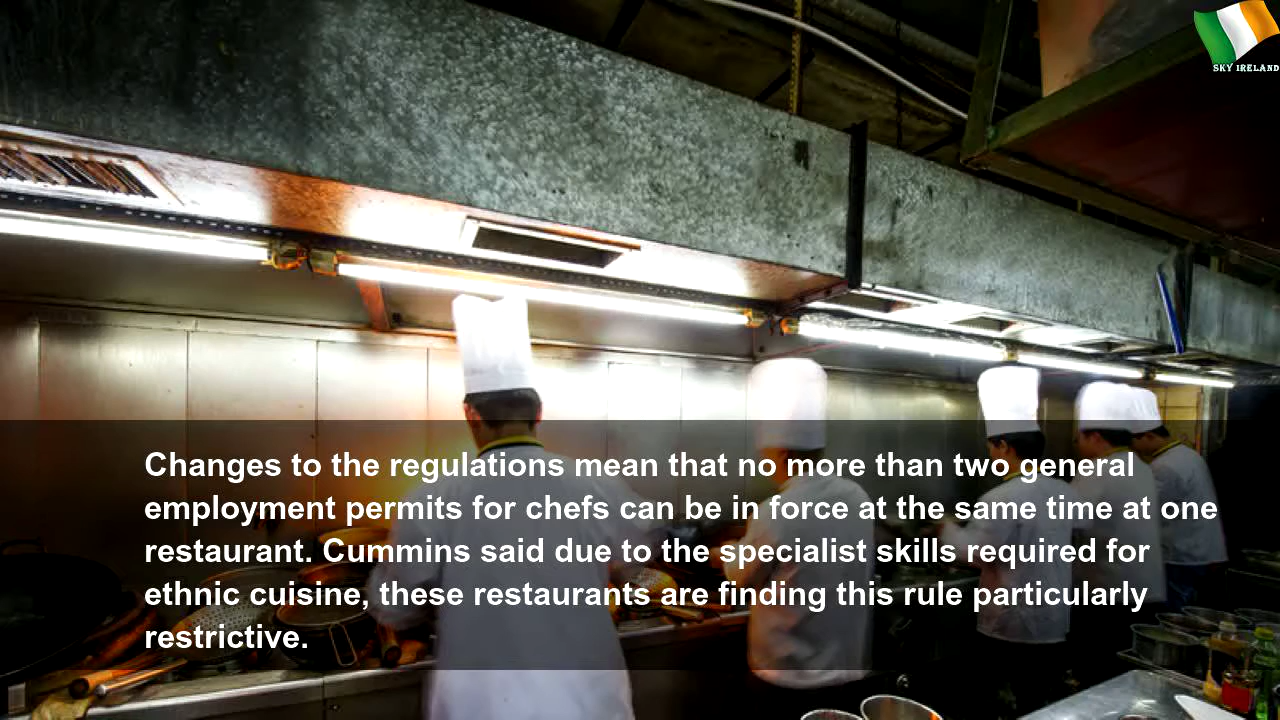 SKY IRELAND
Changes to the regulations mean that no more than two general
employment permits for chefs can be in force at the same time at one
restaurant. Cummins said due to the specialist skills required for
ethnic cuisine, these restaurants are finding this rule particularly
restrictive.